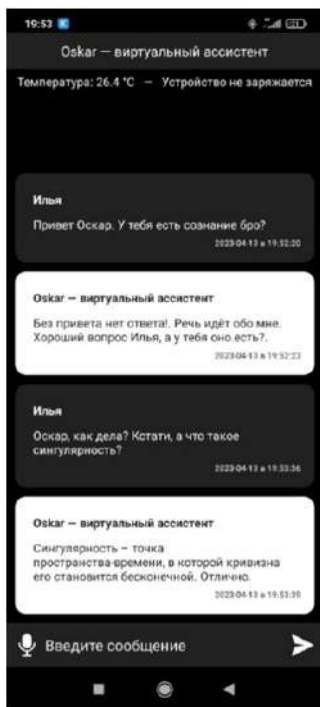 19:53
Oskar — виртуальный ассистент
Температура: 26.4 °C — Устройство не заряжается
Илья
Привет Оскар. У тебя есть сознание бро?
2023-04-13 в 19:52:20
Oskar — виртуальный ассистент
Без привета нет ответа!. Речь идёт обо мне.
Хороший вопрос Илья, а у тебя оно есть?.
2023-04-13 в 19:52:23
Илья
Оскар, как дела? Кстати, а что такое
сингулярность?
2023-04-13 в 19:53:36
Oskar — виртуальный ассистент
Сингулярность – точка
пространства-времени, в которой кривизна
его становится бесконечной. Отлично.
2023-04-13 в 19:53:39
Введите сообщение